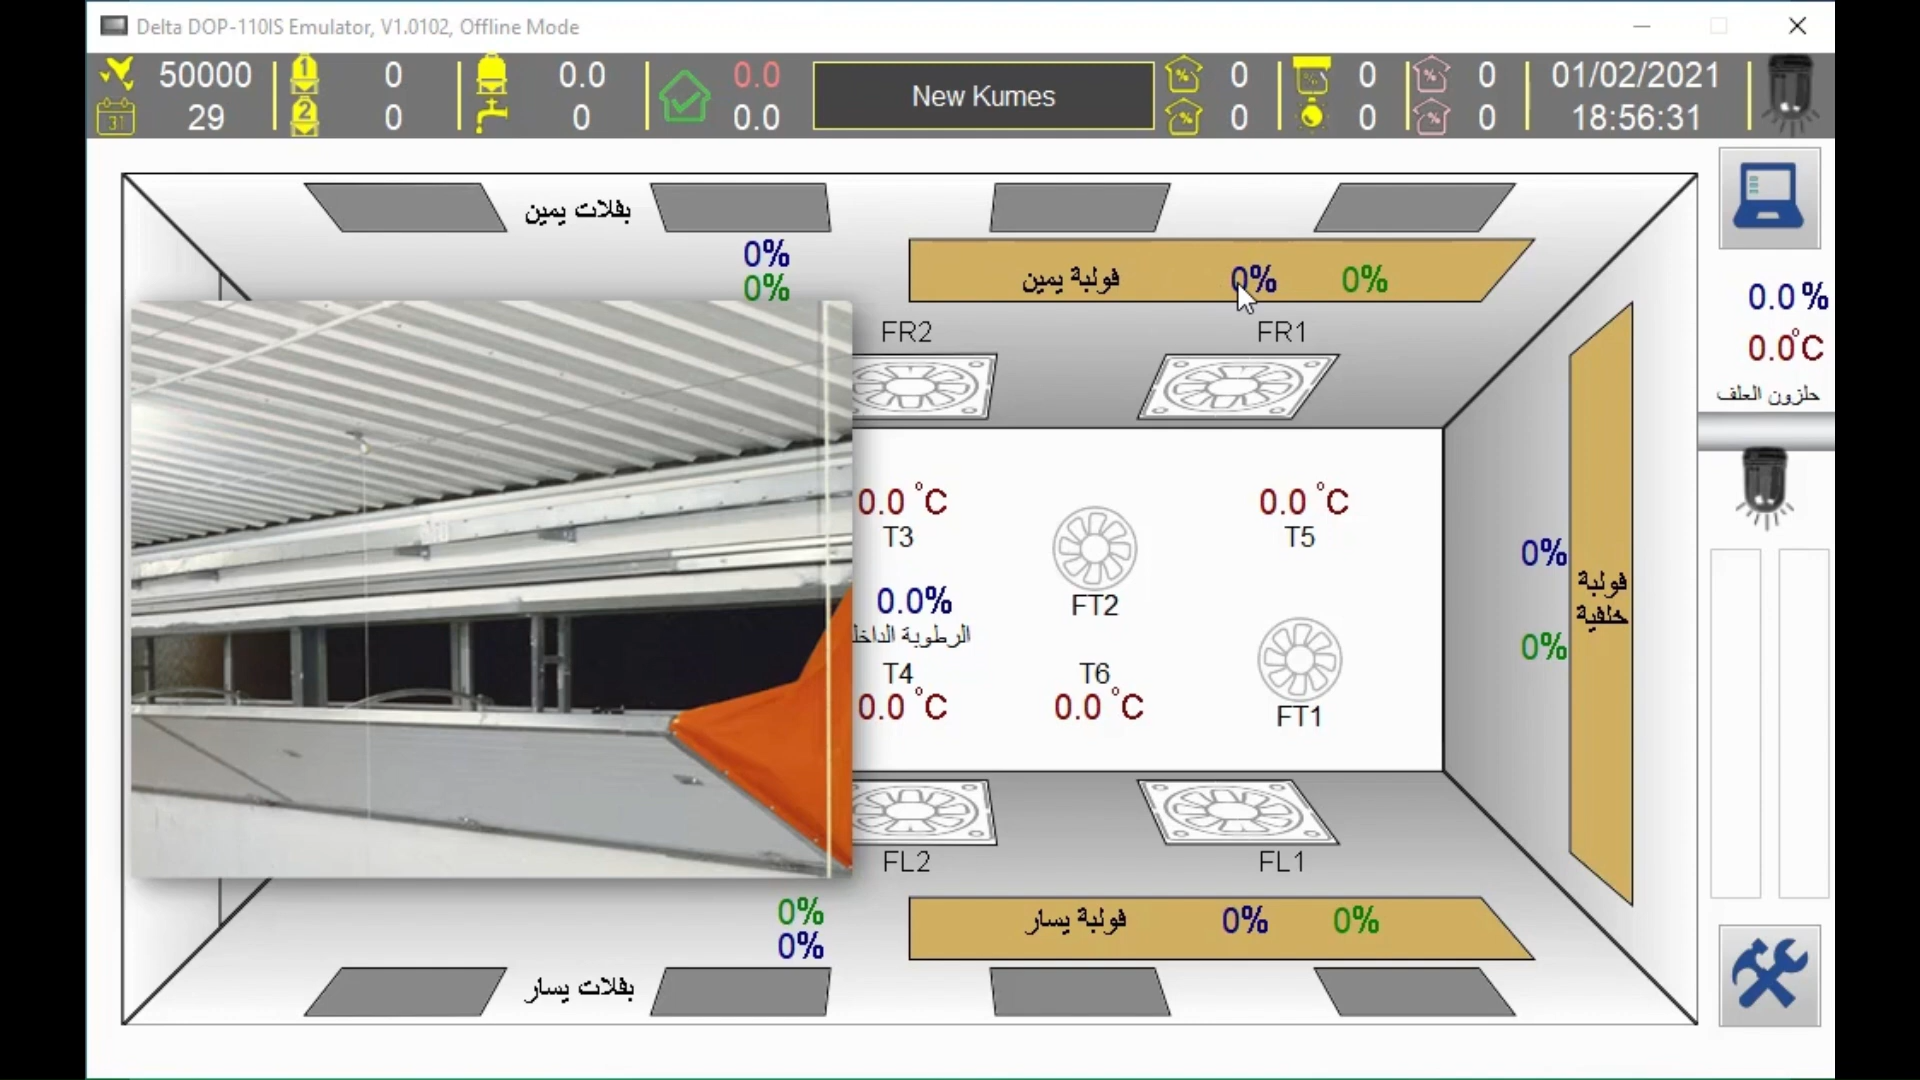 Delta DOP-110IS Emulator, V1.0102, Offline Mode
50000
29
1 0
2 0
0.0
0
0.0
0.0
New Kumes
% 0
% 0
% 0
0
% 0
% 0
01/02/2021
18:56:31
31
بفلات يمين
0%
0%
فولبة يمين 0% 0%
FR2
FR1
0.0 °C
T3
0.0 °C
T5
FT2
0.0%
الرطوبة الداخل
T4
0.0 °C
T6
0.0 °C
FT1
FL2
FL1
0%
0%
فولبة يسار 0% 0%
بفلات يسار
0%
0%
فولبة
خلفية
0.0%
0.0°C
حلزون العلف